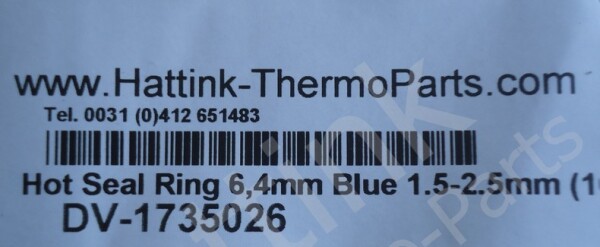 www.Hattink-ThermoParts.com
Tel. 0031 (0)412 651483
Hot Seal Ring 6,4mm Blue 1.5-2.5mm (1
DV-1735026